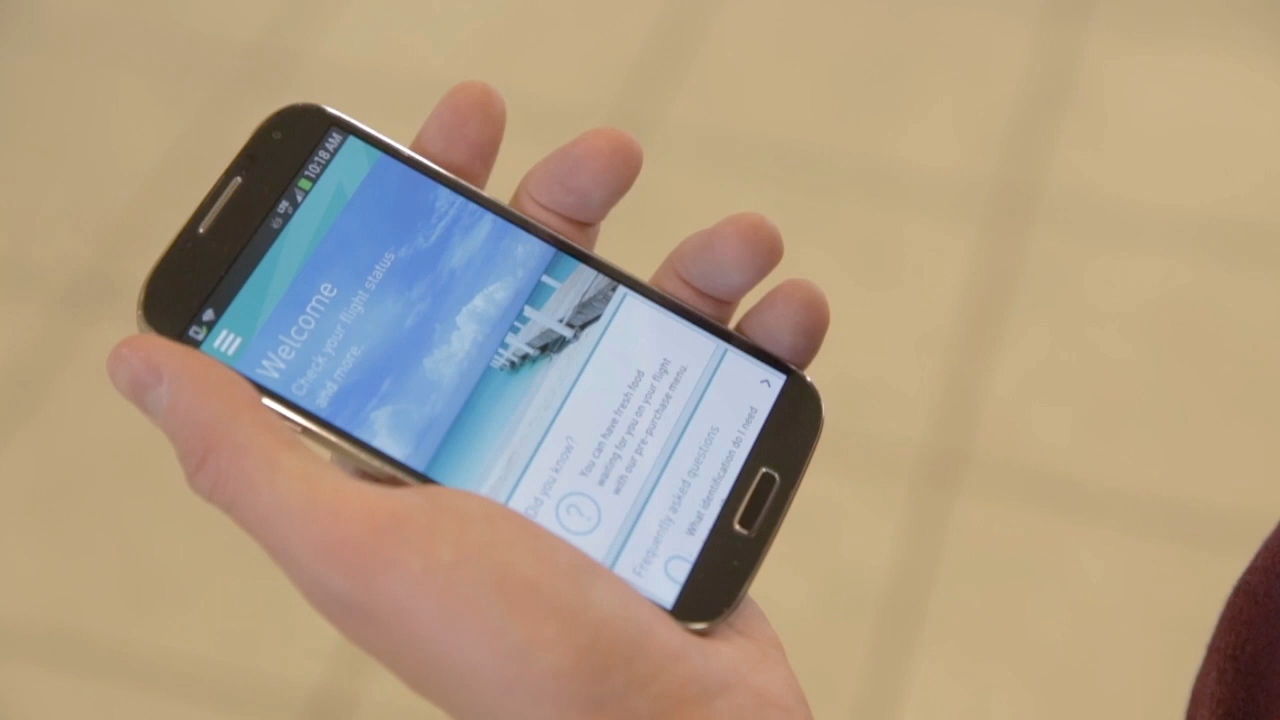 10:18 AM
LTE
Welcome
Check your flight status
and more.
Did you know?
You can have fresh food
waiting for you on your flight
with our pre-purchase menu.
?
Frequently asked questions
What identification do I need